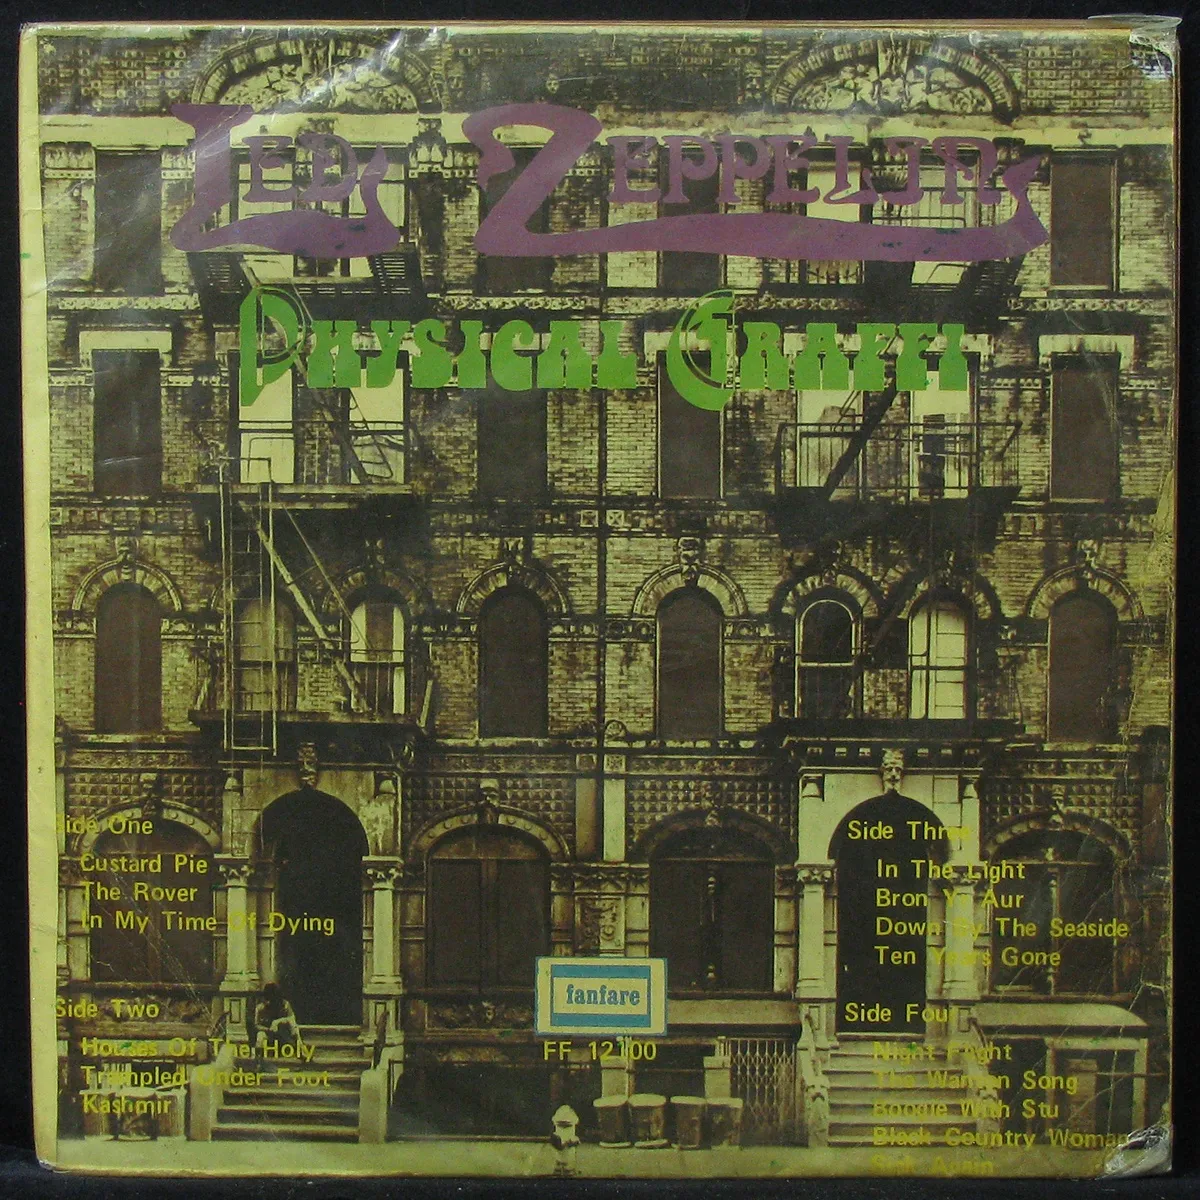 LED ZEPPELIN
PHYSICAL GRAFFI
Side One
Custard Pie
The Rover
In My Time Of Dying
Side Two
Houses Of The Holy
Trampled Under Foot
Kashmir
fanfare
FF 12100
Side Three
In The Light
Bron Yr Aur
Down By The Seaside
Ten Years Gone
Side Four
Night Flight
The Wanton Song
Boogie With Stu
Black Country Woman
Sick Again